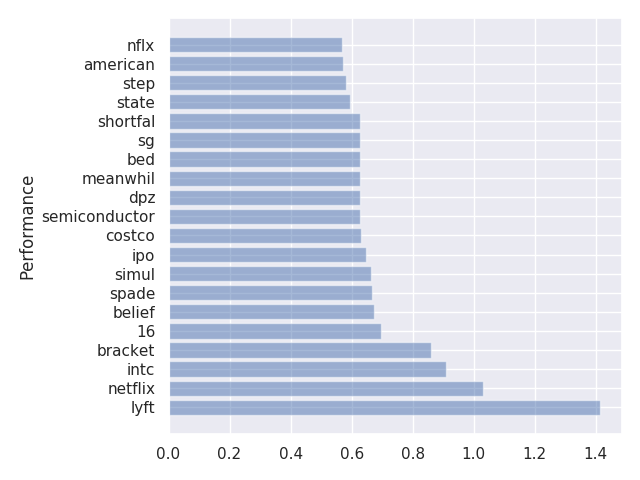 nflx
american
step
state
shortfal
sg
bed
meanwhil
dpz
semiconductor
costco
ipo
simul
spade
belief
16
bracket
intc
netflix
lyft
Performance
0.0 0.2 0.4 0.6 0.8 1.0 1.2 1.4